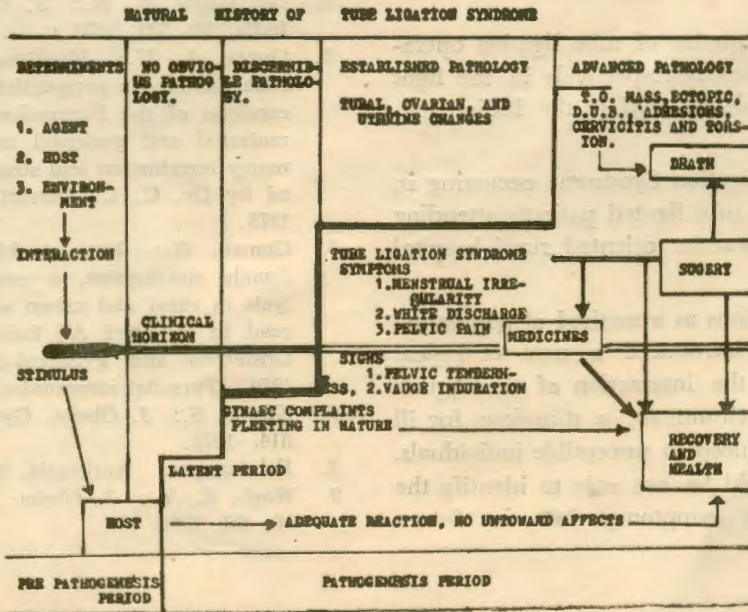 NATURAL HISTORY OF TUBE LIGATION SYNDROME
DETERMINENTS
1. AGENT
2. HOST
3. ENVIRON-
MENT
INTERACTION
STIMULUS
NO OBVIO-
US PATHO-
LOGY.
DISCERNIB-
LE PATHOL-
GY.
ESTABLISHED PATHOLOGY
TUBAL, OVARIAN, AND
UTERINE CHANGES
ADVANCED PATHOLOGY
T.O. MASS, ECTOPIC,
D.U.B., ADHESIONS,
CERVICITIS AND TORS-
ION.
DEATH
SUGERY
TUBE LIGATION SYNDROME
SYMPTOMS
1.MENSTRUAL IRRE-
GULARITY
2.WHITE DISCHARGE
3.PELVIC PAIN
MEDICINES
CLINICAL
HORIZON
SIGNS
1.PELVIC TENDERN-
ESS, 2.VAUGE INDURATION
GYNAEC COMPLAINTS
FLEETING IN NATURE
RECOVERY
AND
HEALTH
LATENT PERIOD
HOST
ADEQUATE REACTION, NO UNTOWARD AFFECTS
PRE PATHOGENESIS
PERIOD
PATHOGENESIS PERIOD